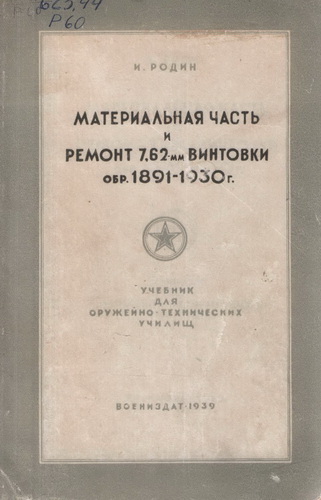 623,44
Р60
И. РОДИН
МАТЕРИАЛЬНАЯ ЧАСТЬ
И
РЕМОНТ 7,62-ММ ВИНТОВКИ
ОБР. 1891-1930 Г.
УЧЕБНИК
ДЛЯ
ОРУЖЕЙНО-ТЕХНИЧЕСКИХ
УЧИЛИЩ
ВОЕНИЗДАТ·1939